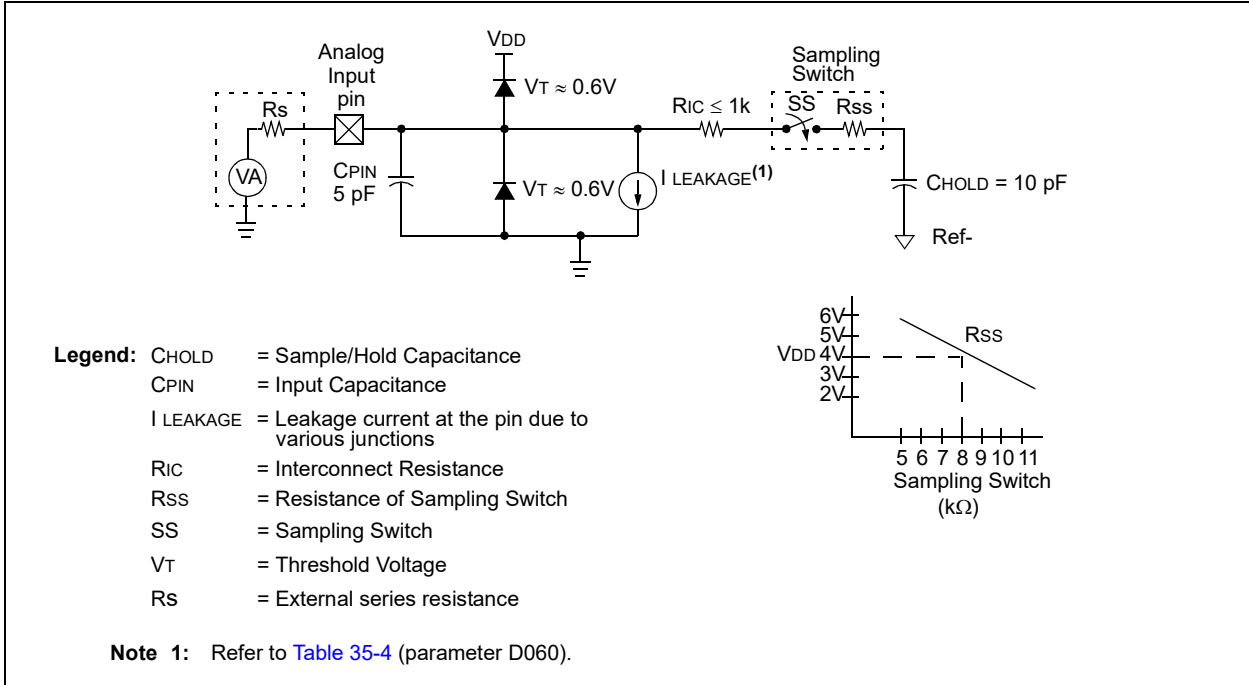 VDD
Analog
Input
pin
Sampling
Switch
VT ≈ 0.6V
Rs
RIC ≤ 1k
SS
Rss
VA
CPIN
5 pF
VT ≈ 0.6V
I LEAKAGE(1)
CHOLD = 10 pF
Ref-
6V
5V
VDD 4V
3V
2V
RSS
5 6 7 8 9 10 11
Sampling Switch
(kΩ)
Legend: CHOLD = Sample/Hold Capacitance
CPIN = Input Capacitance
I LEAKAGE = Leakage current at the pin due to
various junctions
RIC = Interconnect Resistance
RSS = Resistance of Sampling Switch
SS = Sampling Switch
VT = Threshold Voltage
Rs = External series resistance
Note 1: Refer to Table 35-4 (parameter D060).